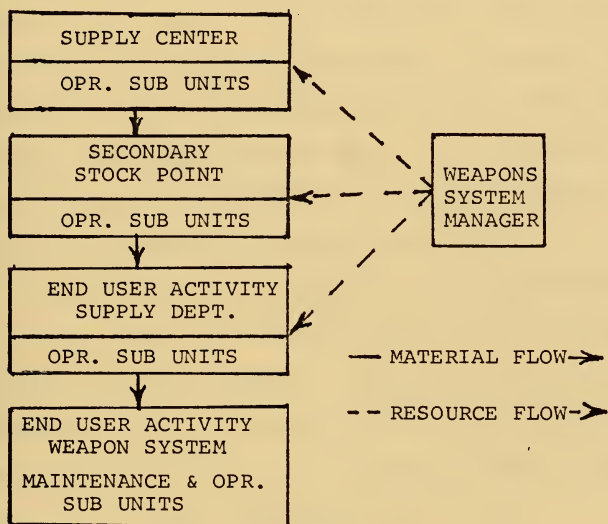 SUPPLY CENTER
OPR. SUB UNITS
SECONDARY
STOCK POINT
OPR. SUB UNITS
END USER ACTIVITY
SUPPLY DEPT.
OPR. SUB UNITS
END USER ACTIVITY
WEAPON SYSTEM
MAINTENANCE & OPR.
SUB UNITS
WEAPONS
SYSTEM
MANAGER
MATERIAL FLOW
RESOURCE FLOW